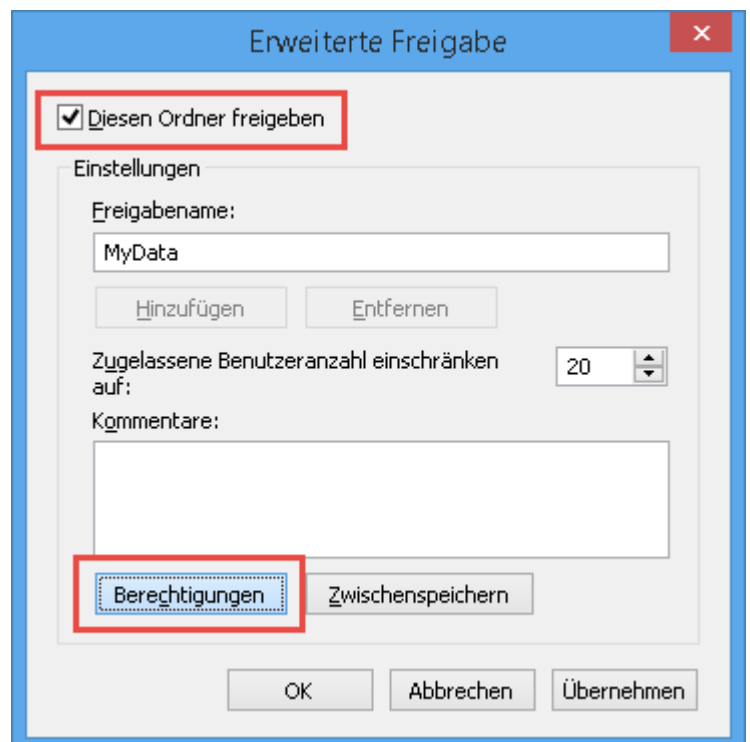 Erweiterte Freigabe
Diesen Ordner freigeben
Einstellungen
Freigabename:
MyData
Hinzufügen Entfernen
Zugelassene Benutzeranzahl einschränken 20
auf:
Kommentare:
Berechtigungen Zwischenspeichern
OK Abbrechen Übernehmen